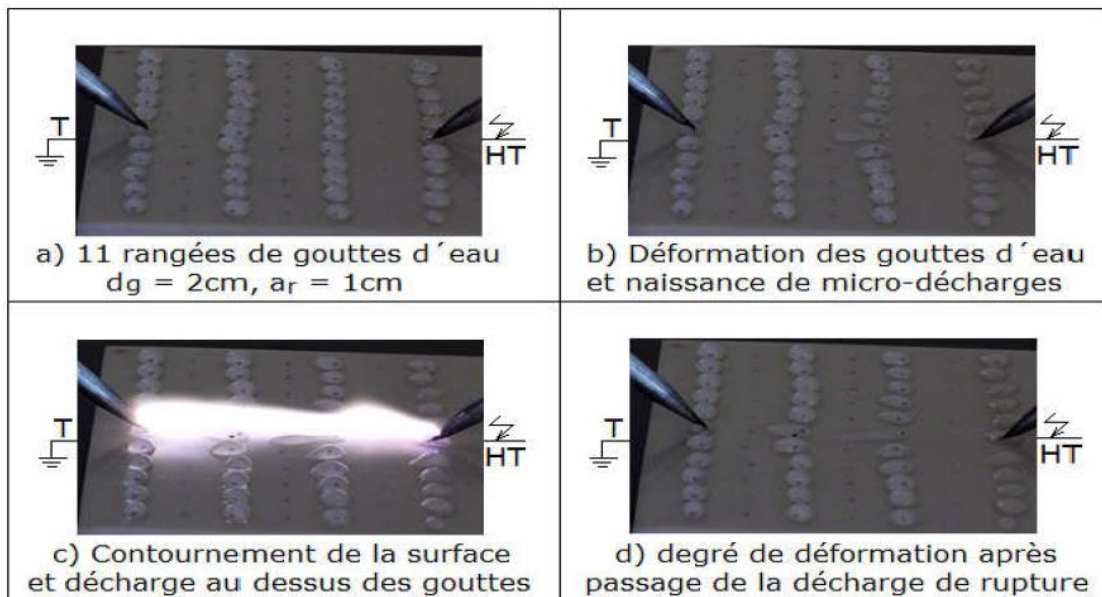 T
HT
a) 11 rangées de gouttes d´eau
dg = 2cm, ar = 1cm
T
HT
b) Déformation des gouttes d´eau
et naissance de micro-décharges
T
HT
c) Contournement de la surface
et décharge au dessus des gouttes
T
HT
d) degré de déformation après
passage de la décharge de rupture